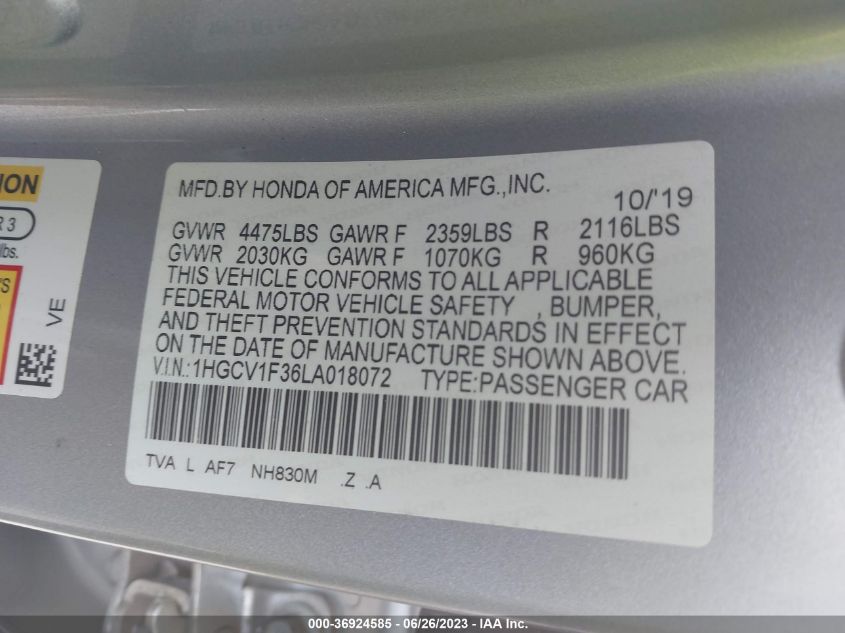 ION
R 3
lbs.
'S
VE
MFD.BY HONDA OF AMERICA MFG.,INC.
10/'19
GVWR 4475LBS GAWR F 2359LBS R 2116LBS
GVWR 2030KG GAWR F 1070KG R 960KG
THIS VEHICLE CONFORMS TO ALL APPLICABLE
FEDERAL MOTOR VEHICLE SAFETY , BUMPER,
AND THEFT PREVENTION STANDARDS IN EFFECT
ON THE DATE OF MANUFACTURE SHOWN ABOVE.
V.I.N.:1HGCV1F36LA018072 TYPE:PASSENGER CAR
TVA L AF7 NH830M .Z .A
000-36924585 - 06/26/2023 - IAA Inc.